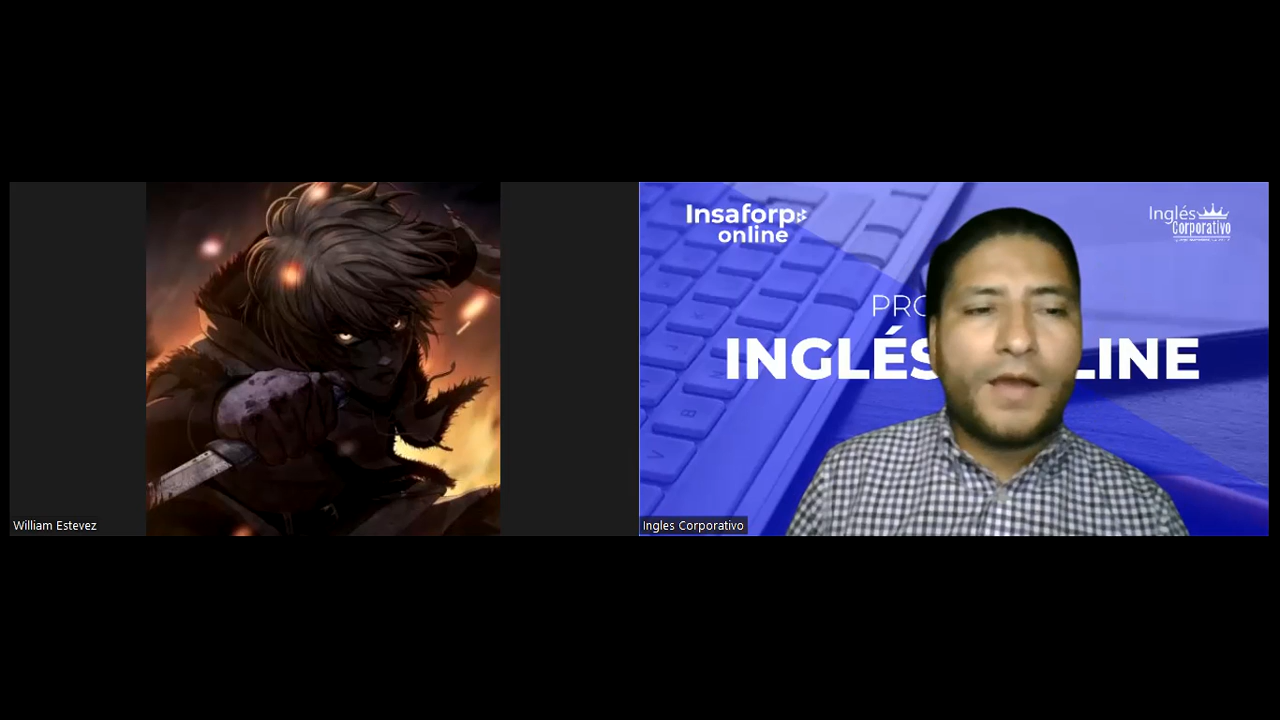 Insaforp
online
Inglés
Corporativo
PRO
INGLÉS LINE
William Estevez
Ingles Corporativo